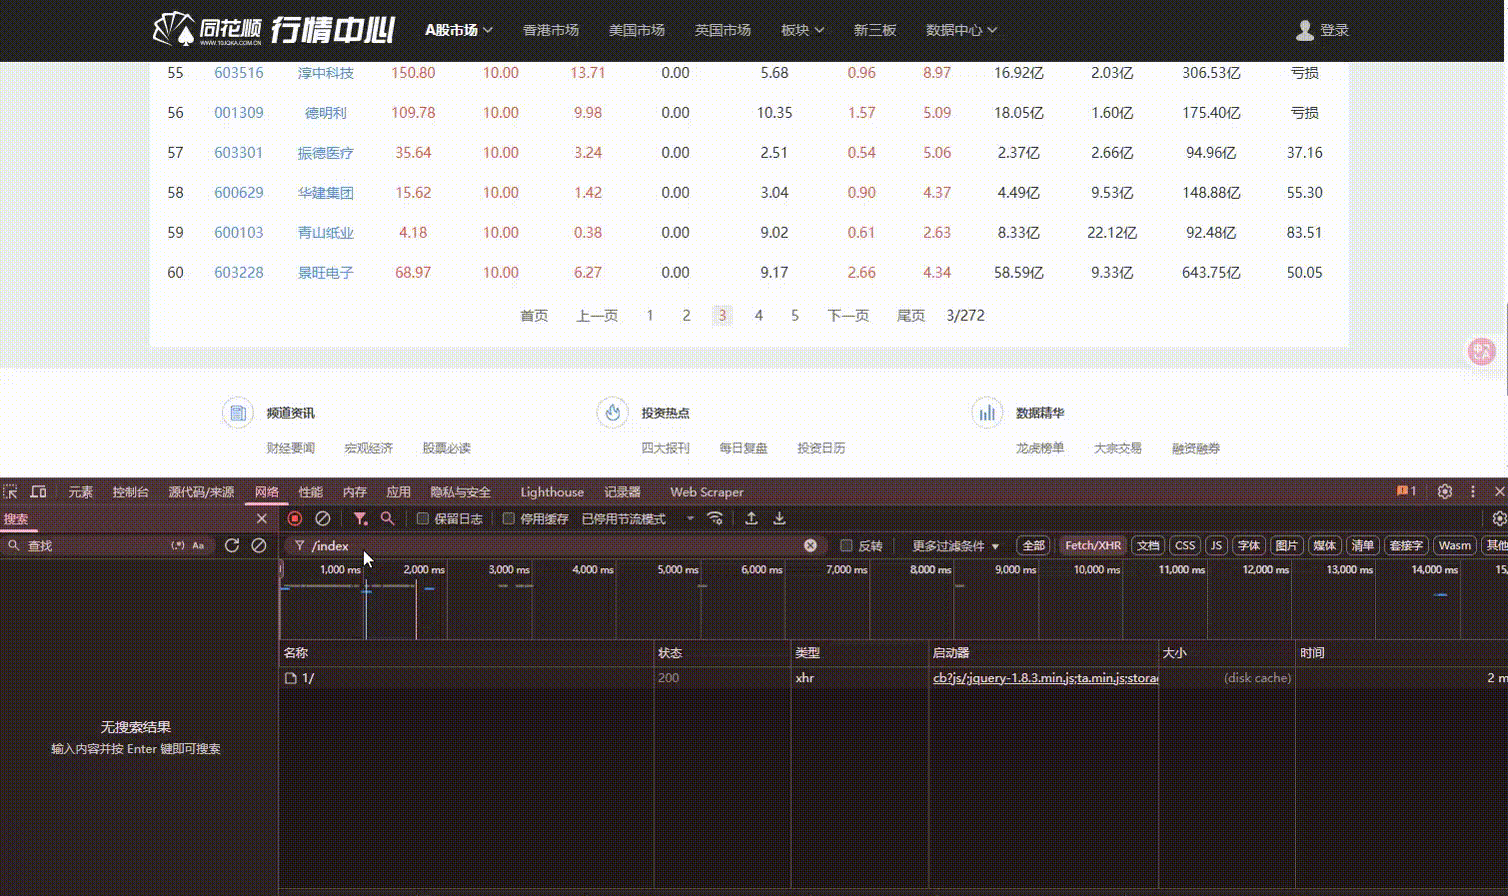 同花顺 行情中心 A股市场 香港市场 美国市场 英国市场 板块 新三板 数据中心 登录
WWW.10JQKA.COM.CN
55 603516 淳中科技 150.80 10.00 13.71 0.00 5.68 0.96 8.97 16.92亿 2.03亿 306.53亿 亏损
56 001309 德明利 109.78 10.00 9.98 0.00 10.35 1.57 5.09 18.05亿 1.60亿 175.40亿 亏损
57 603301 振德医疗 35.64 10.00 3.24 0.00 2.51 0.54 5.06 2.37亿 2.66亿 94.96亿 37.16
58 600629 华建集团 15.62 10.00 1.42 0.00 3.04 0.90 4.37 4.49亿 9.53亿 148.88亿 55.30
59 600103 青山纸业 4.18 10.00 0.38 0.00 9.02 0.61 2.63 8.33亿 22.12亿 92.48亿 83.51
60 603228 景旺电子 68.97 10.00 6.27 0.00 9.17 2.66 4.34 58.59亿 9.33亿 643.75亿 50.05
首页 上一页 1 2 3 4 5 下一页 尾页 3/272
频道资讯 投资热点 数据精华
财经要闻 宏观经济 股票必读 四大报刊 每日复盘 投资日历 龙虎榜单 大宗交易 融资融券
元素 控制台 源代码/来源 网络 性能 内存 应用 隐私与安全 Lighthouse 记录器 Web Scraper 1
搜索 保留日志 停用缓存 已停用节流模式
查找 (.*) Aa /index 反转 更多过滤条件 全部 Fetch/XHR 文档 CSS JS 字体 图片 媒体 清单 套接字 Wasm 其他
1,000 ms 2,000 ms 3,000 ms 4,000 ms 5,000 ms 6,000 ms 7,000 ms 8,000 ms 9,000 ms 10,000 ms 11,000 ms 12,000 ms 13,000 ms 14,000 ms 15,
名称 状态 类型 启动器 大小 时间
1/ 200 xhr cb?js/;jquery-1.8.3.min.js;ta.min.js;stora (disk cache) 2 m
无搜索结果
输入内容并按 Enter 键即可搜索